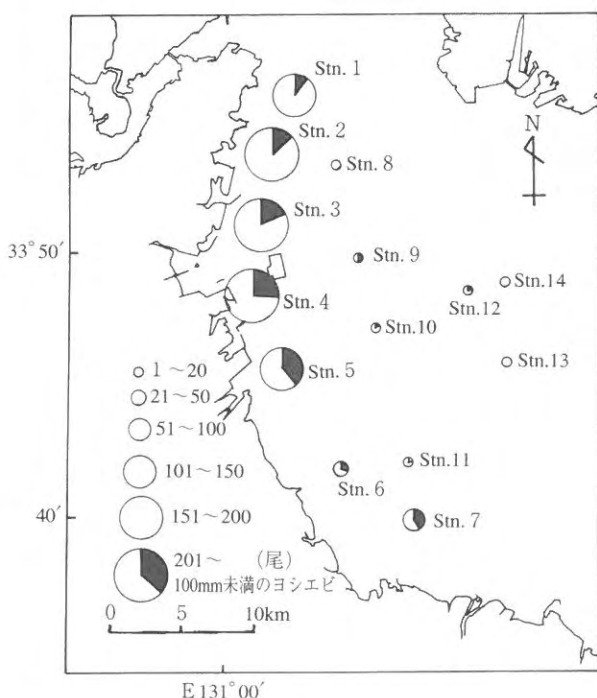 Stn. 1
N
Stn. 2
Stn. 8
Stn. 3
33°50′
Stn. 9
Stn.14
Stn. 4
Stn.12
Stn.10
1～20
Stn. 5
Stn.13
21～50
51～100
101～150
Stn.11
Stn. 6
151～200
40′
Stn. 7
201～ (尾)
100mm未満のヨシエビ
0 5 10km
E 131°00′